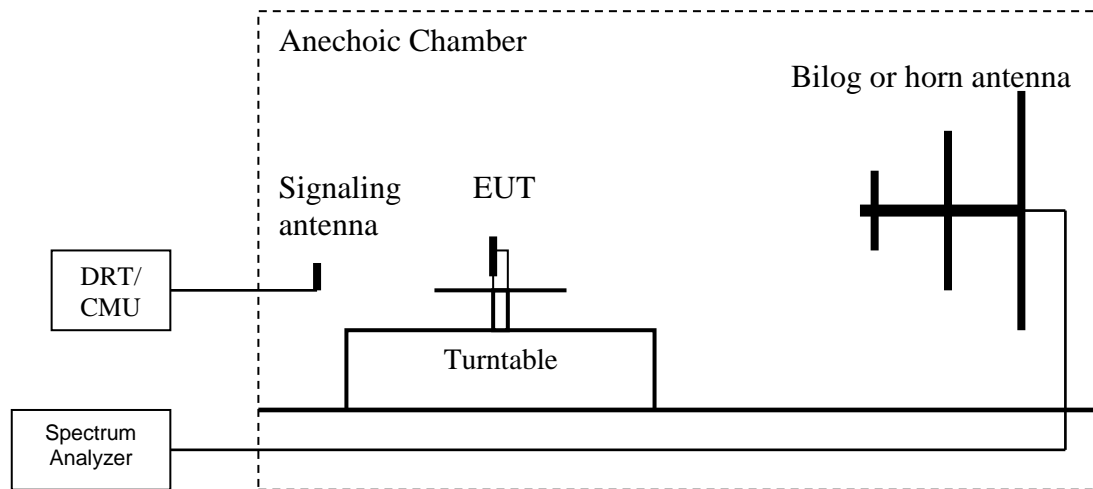 Anechoic Chamber
Bilog or horn antenna
Signaling
antenna
EUT
DRT/
CMU
Turntable
Spectrum
Analyzer